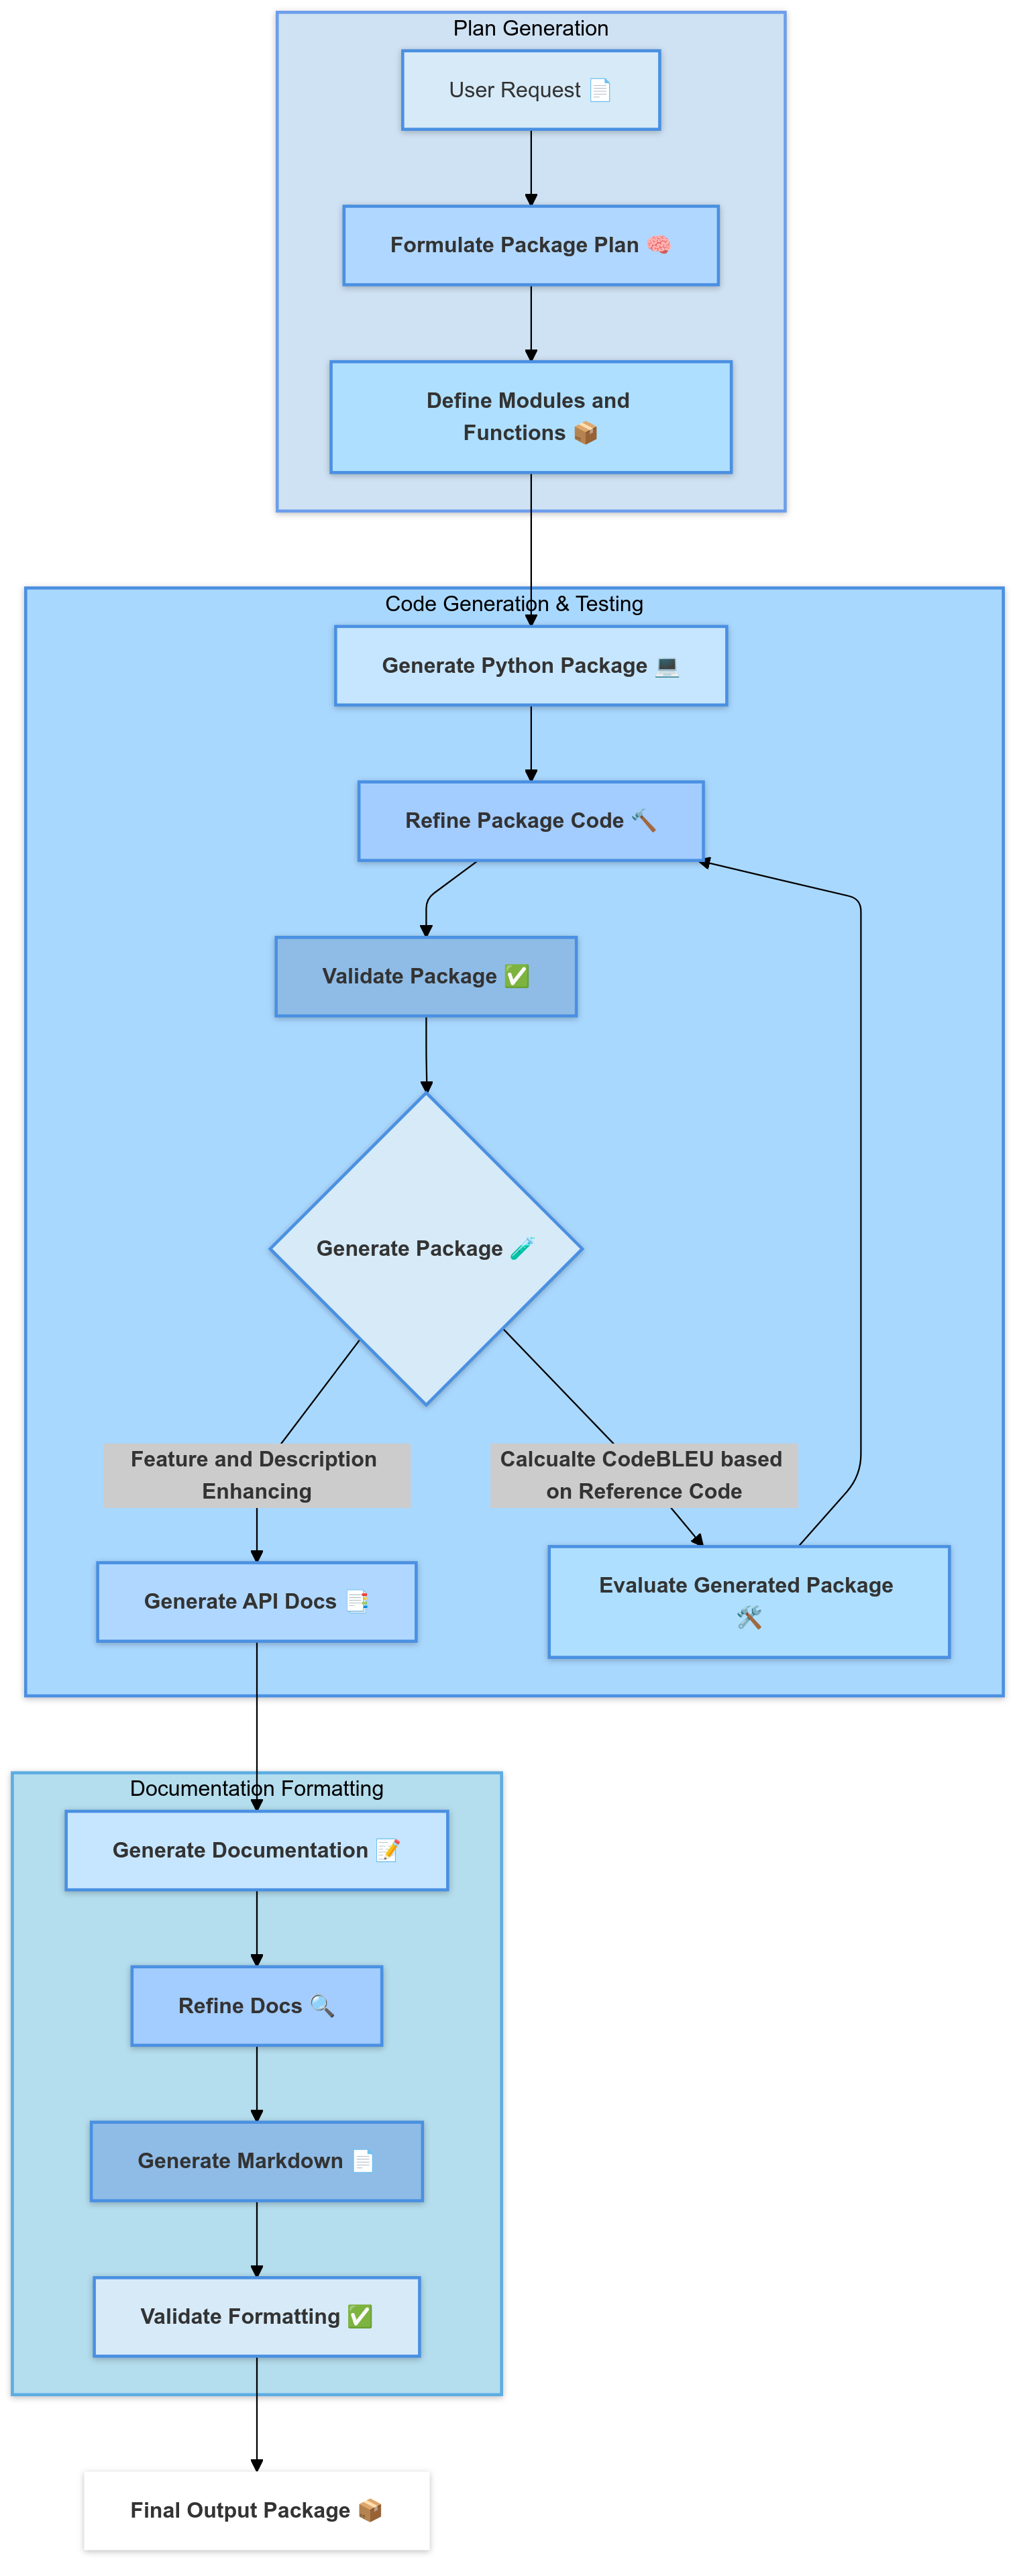 Plan Generation
User Request 📄
Formulate Package Plan 🧠
Define Modules and
Functions 📦
Code Generation & Testing
Generate Python Package 💻
Refine Package Code 🔨
Validate Package ✅
Generate Package 🧪
Feature and Description
Enhancing
Calcualte CodeBLEU based
on Reference Code
Generate API Docs 📑
Evaluate Generated Package
🛠️
Documentation Formatting
Generate Documentation 📝
Refine Docs 🔍
Generate Markdown 📄
Validate Formatting ✅
Final Output Package 📦